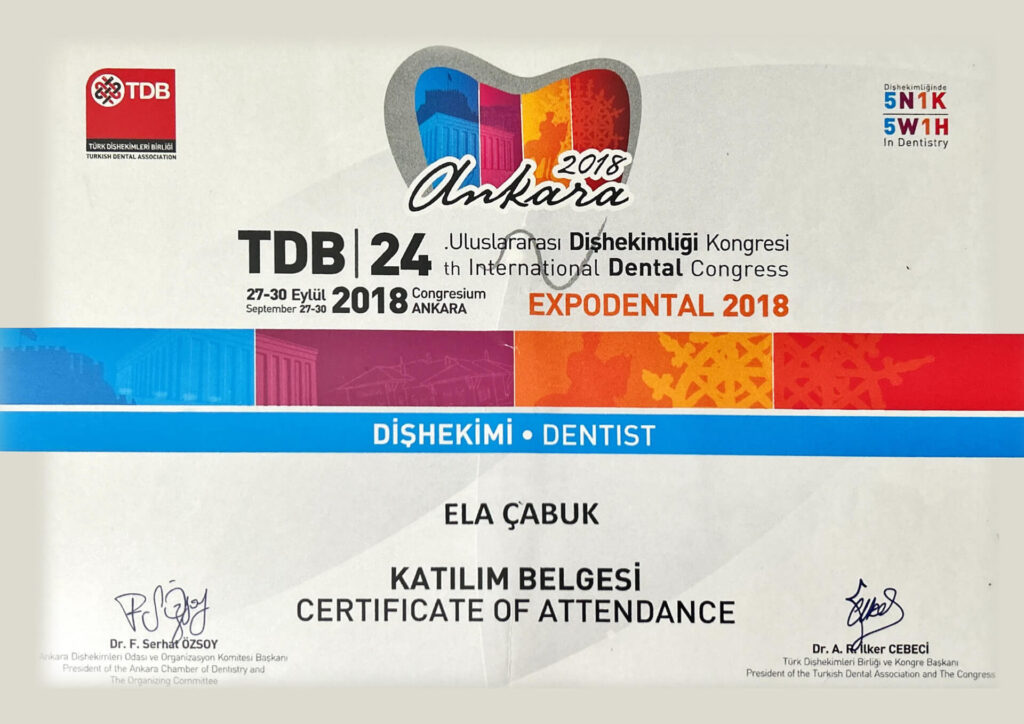 TDB
TÜRK DİŞHEKİMLERİ BİRLİĞİ
TURKISH DENTAL ASSOCIATION
2018
Ankara
Dişhekimliğinde
5N1K
5W1H
In Dentistry
TDB 24 .Uluslararası Dişhekimliği Kongresi
th International Dental Congress
27-30 Eylül 2018 Congresium
September 27-30 ANKARA
EXPODENTAL 2018
DİŞHEKİMİ • DENTIST
ELA ÇABUK
KATILIM BELGESİ
CERTIFICATE OF ATTENDANCE
Dr. F. Serhat ÖZSOY
Ankara Dişhekimleri Odası ve Organizasyon Komitesi Başkanı
President of the Ankara Chamber of Dentistry and
The Organizing Committee
Dr. A. R. İlker CEBECİ
Türk Dişhekimleri Birliği ve Kongre Başkanı
President of the Turkish Dental Association and The Congress